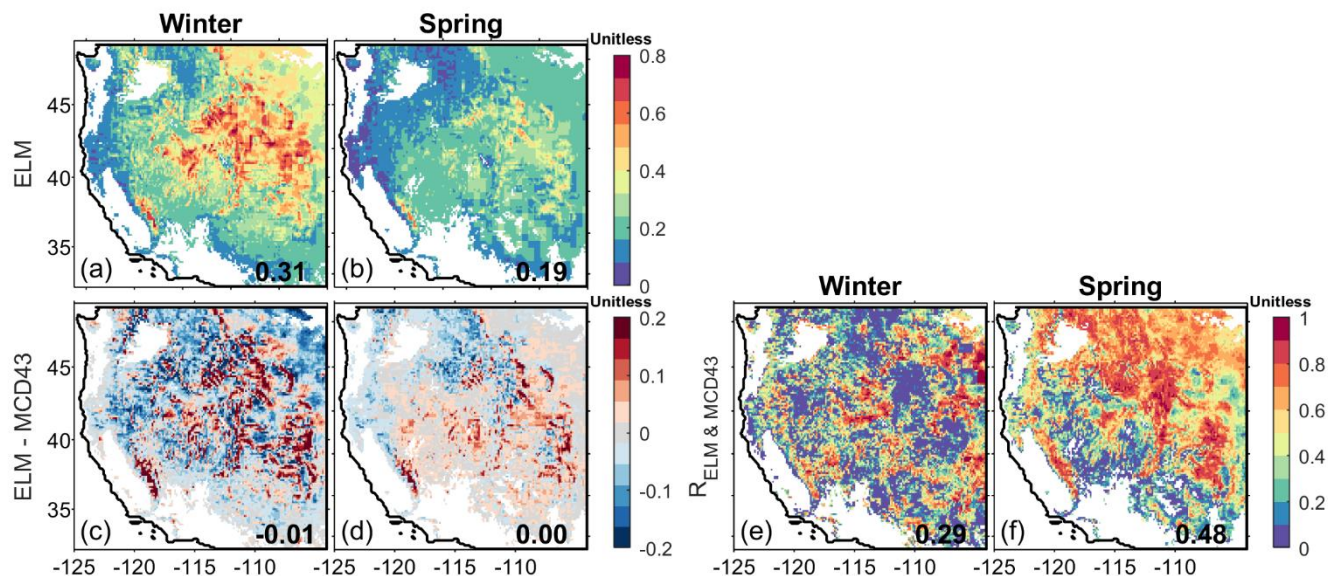 Winter Spring
Unitless
ELM
45
40
35
(a) 0.31
(b) 0.19
0.8
0.6
0.4
0.2
0
Unitless
ELM - MCD43
45
40
35
(c) -0.01
(d) 0.00
0.2
0.1
0
-0.1
-0.2
-125 -120 -115 -110 -125 -120 -115 -110
Winter Spring
Unitless
R ELM & MCD43
(e) 0.29
(f) 0.48
1
0.8
0.6
0.4
0.2
0
-125 -120 -115 -110 -125 -120 -115 -110